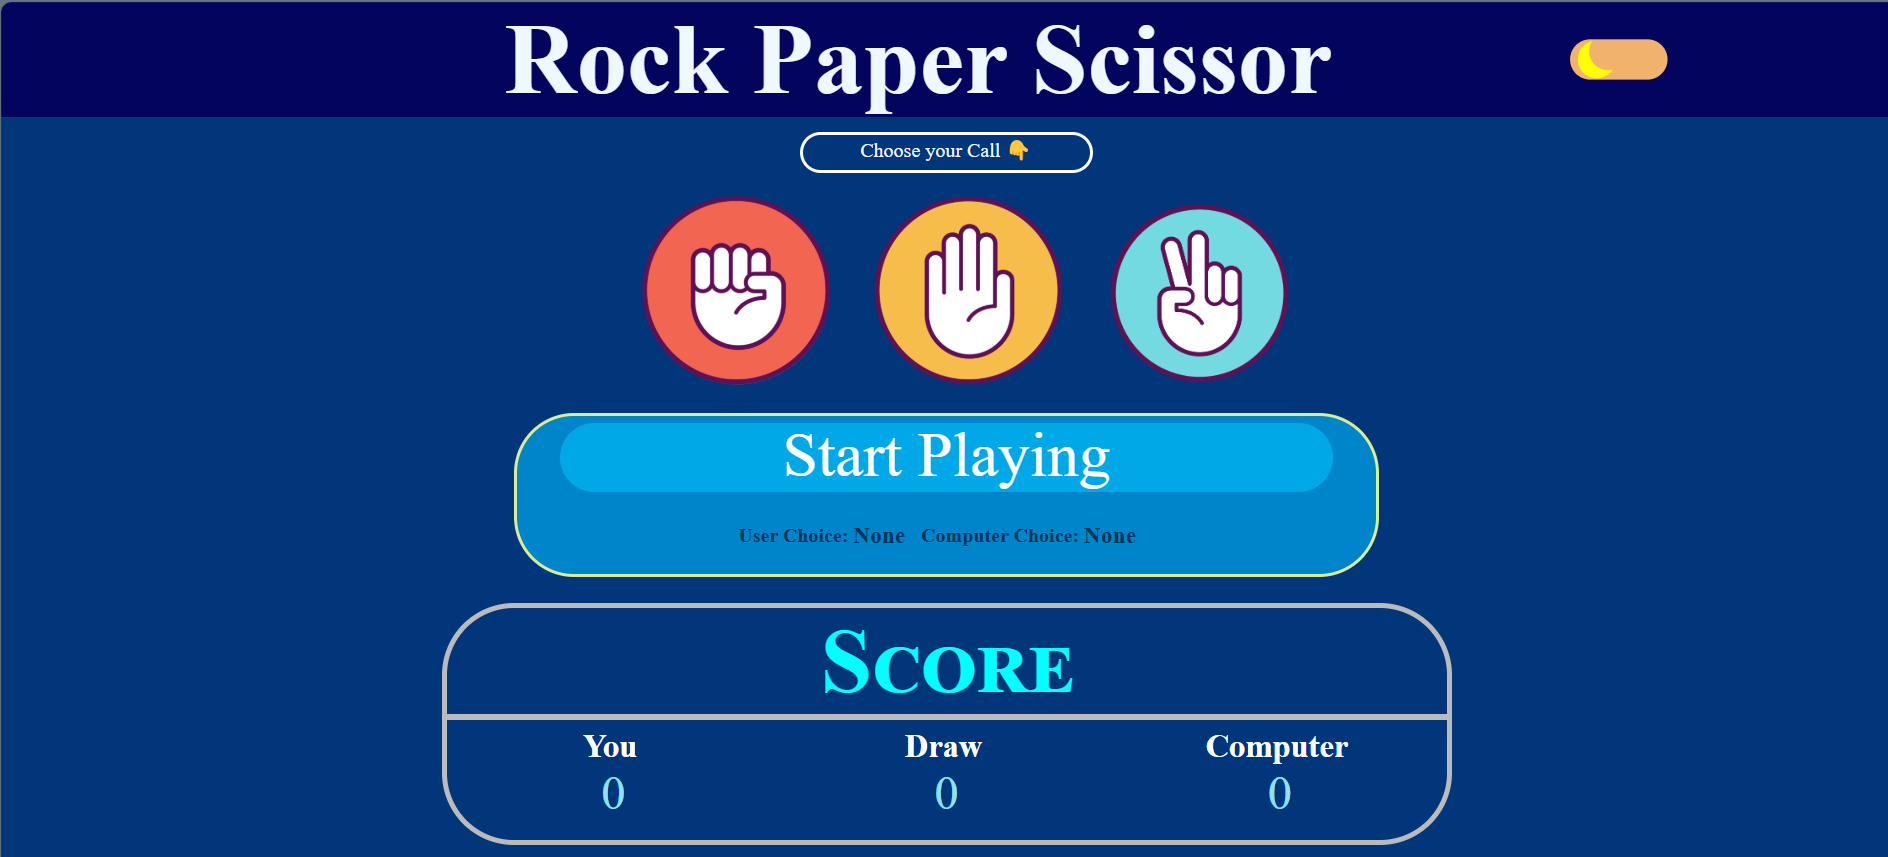 Rock Paper Scissor
Choose your Call 👇
Start Playing
User Choice: None Computer Choice: None
Score
You Draw Computer
0 0 0